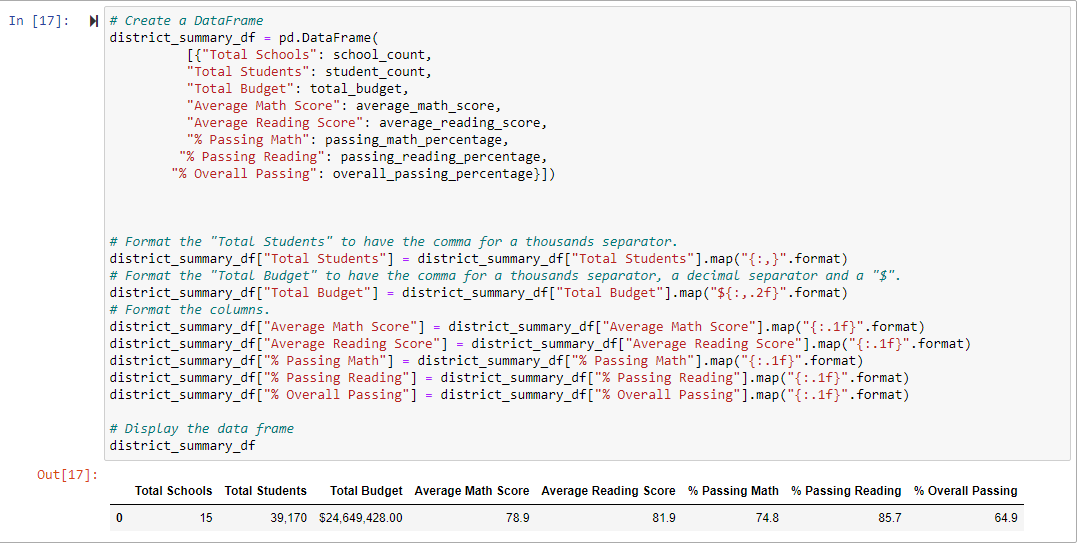 In [17]:
# Create a DataFrame
district_summary_df = pd.DataFrame(
          [{"Total Schools": school_count,
          "Total Students": student_count,
          "Total Budget": total_budget,
          "Average Math Score": average_math_score,
          "Average Reading Score": average_reading_score,
          "% Passing Math": passing_math_percentage,
         "% Passing Reading": passing_reading_percentage,
        "% Overall Passing": overall_passing_percentage}])
# Format the "Total Students" to have the comma for a thousands separator.
district_summary_df["Total Students"] = district_summary_df["Total Students"].map("{:,}".format)
# Format the "Total Budget" to have the comma for a thousands separator, a decimal separator and a "$".
district_summary_df["Total Budget"] = district_summary_df["Total Budget"].map("${:,.2f}".format)
# Format the columns.
district_summary_df["Average Math Score"] = district_summary_df["Average Math Score"].map("{:.1f}".format)
district_summary_df["Average Reading Score"] = district_summary_df["Average Reading Score"].map("{:.1f}".format)
district_summary_df["% Passing Math"] = district_summary_df["% Passing Math"].map("{:.1f}".format)
district_summary_df["% Passing Reading"] = district_summary_df["% Passing Reading"].map("{:.1f}".format)
district_summary_df["% Overall Passing"] = district_summary_df["% Overall Passing"].map("{:.1f}".format)
# Display the data frame
district_summary_df
Out[17]:
Total Schools Total Students Total Budget Average Math Score Average Reading Score % Passing Math % Passing Reading % Overall Passing
0 15 39,170 $24,649,428.00 78.9 81.9 74.8 85.7 64.9